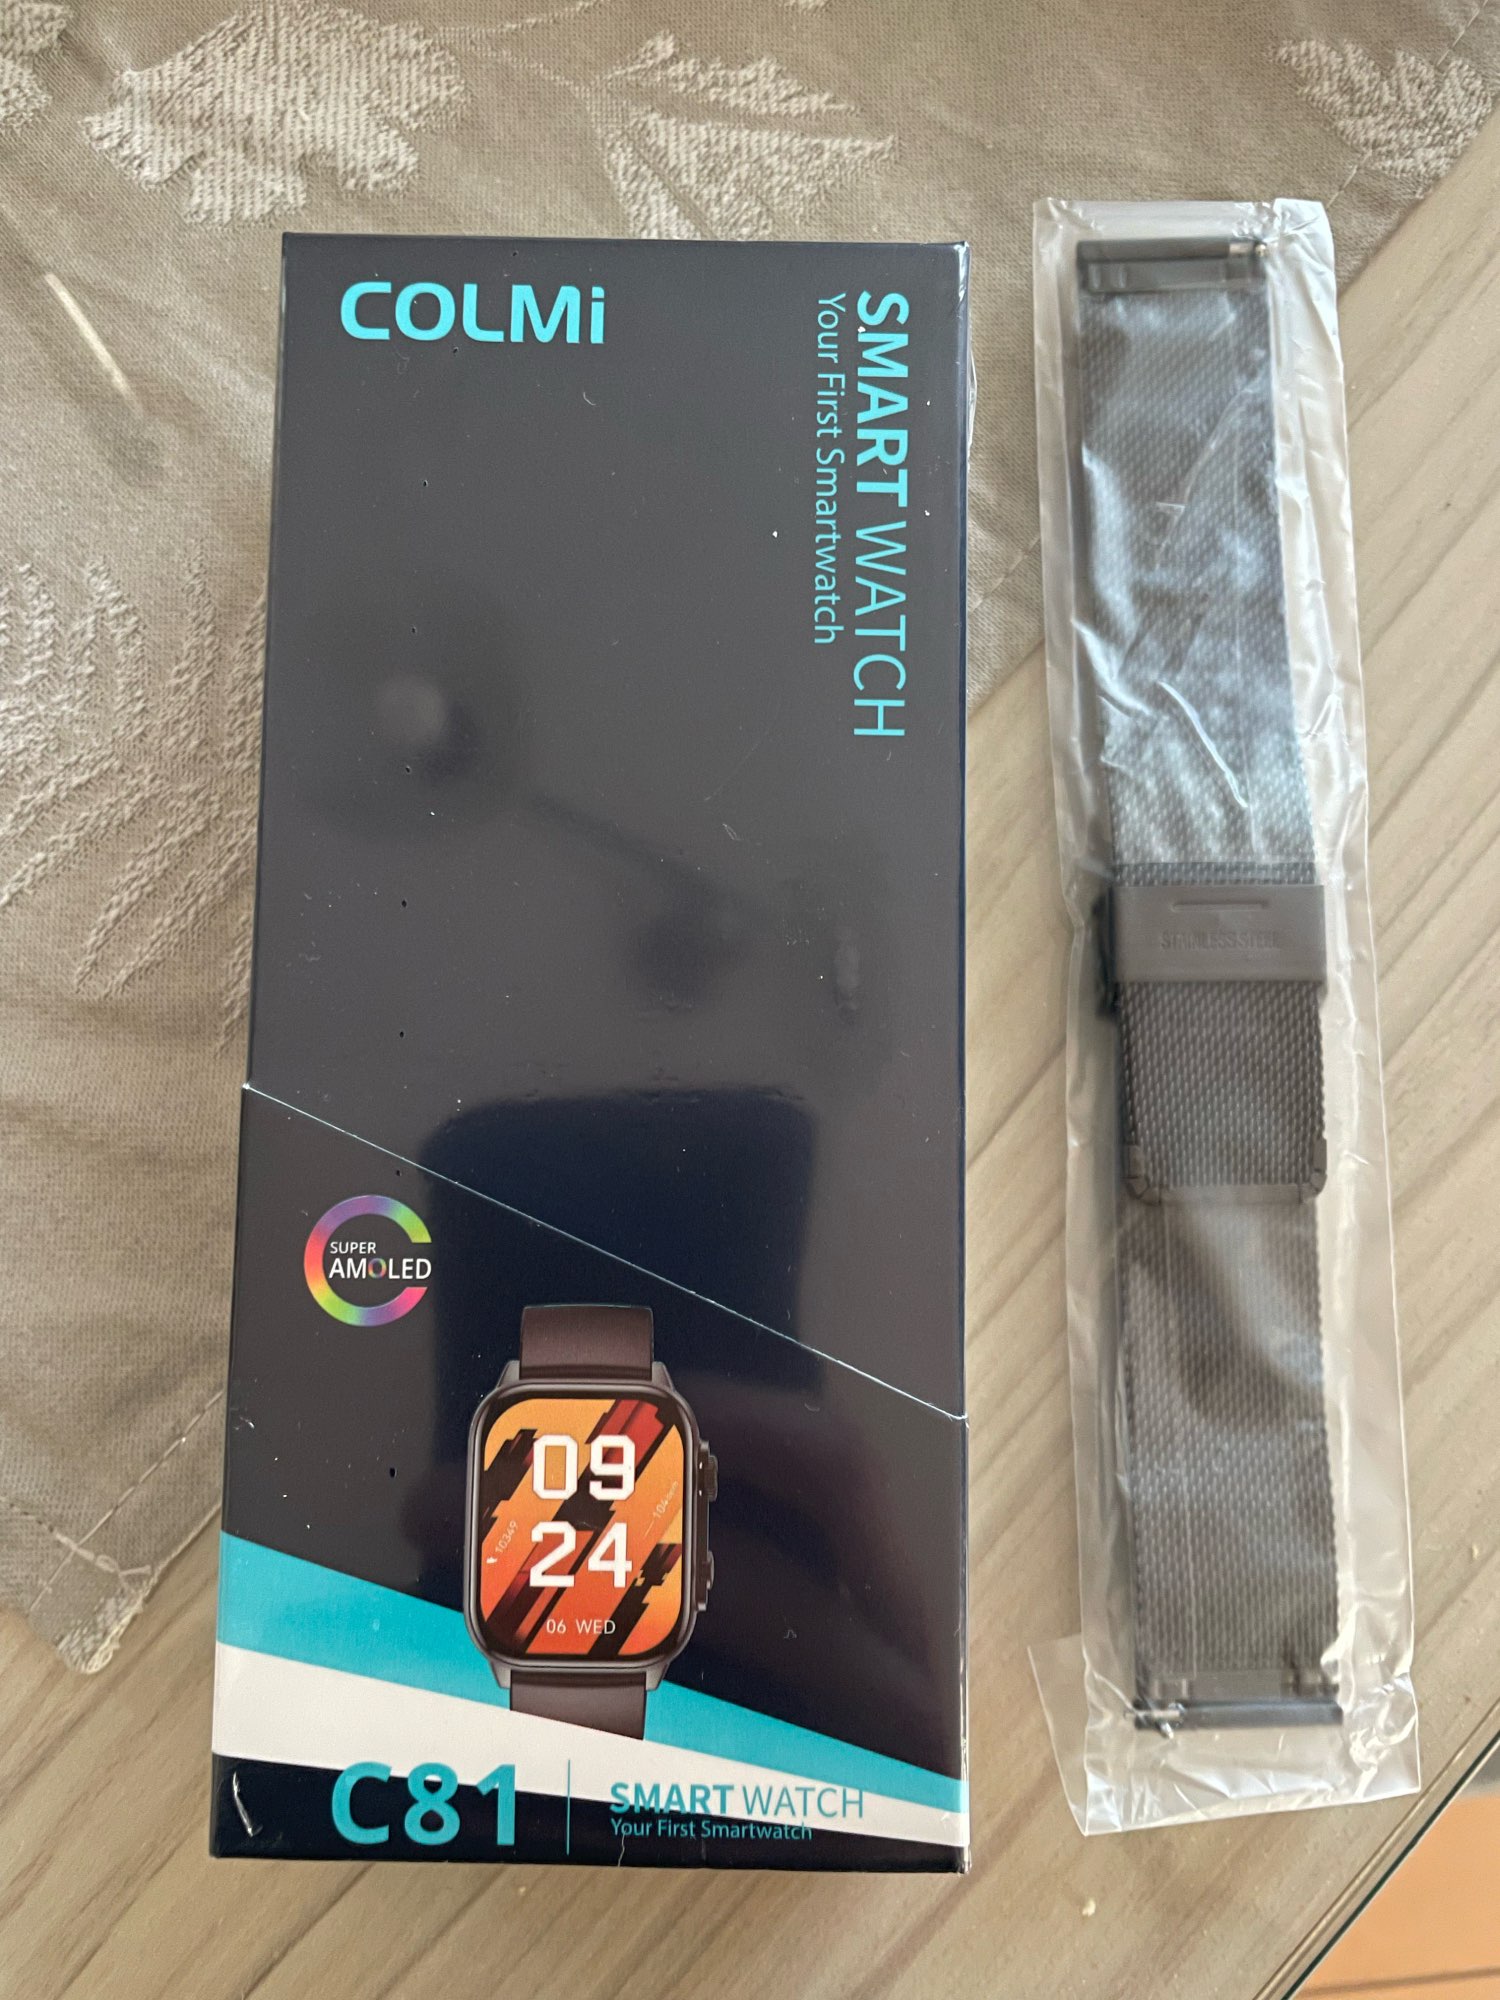 COLMi
SMART WATCH
Your First Smartwatch
SUPER
AMOLED
09
24
10349
06 WED
C81
SMART WATCH
Your First Smartwatch
STAINLESS STEEL